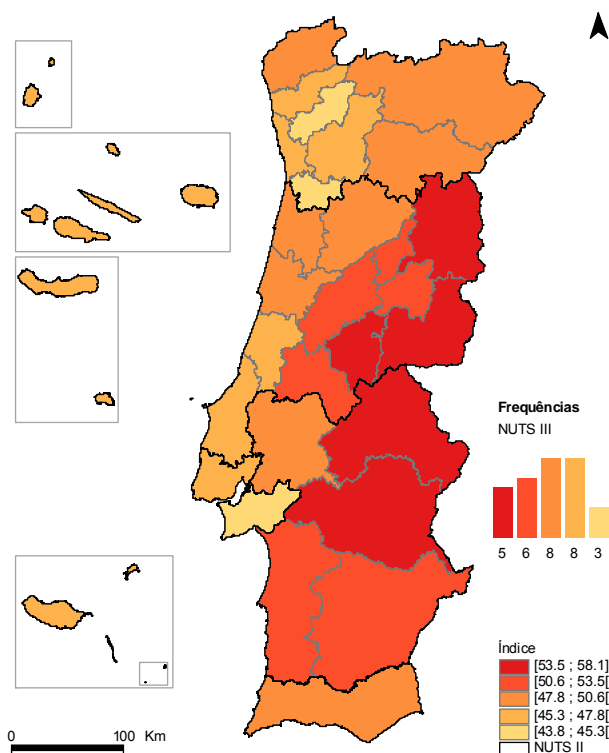 Frequências
NUTS III
5 6 8 8 3
Índice
[53.5 ; 58.1]
[50.6 ; 53.5[
[47.8 ; 50.6[
[45.3 ; 47.8[
[43.8 ; 45.3[
NUTS II
0 100 Km